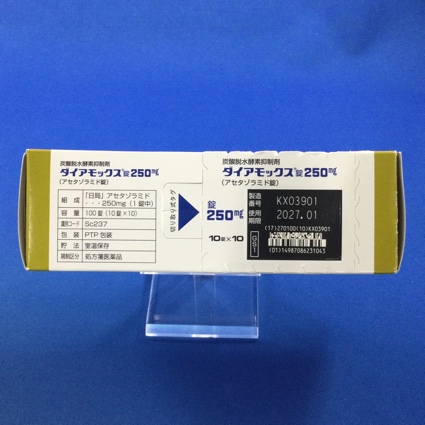 炭酸脱水酵素抑制剤
ダイアモックス錠250mg
(アセタゾラミド錠)
組成 「日局」アセタゾラミド
・・・250mg(1錠中)
容量 100錠(10錠×10)
識別コード Sc237
包装 PTP包装
貯法 室温保存
規制区分 処方箋医薬品
切り取り式タグ
炭酸脱水酵素抑制剤
ダイアモックス錠250mg
(アセタゾラミド錠)
錠
250mg
10錠×10
製造番号 KX03901
使用期限 2027.01
051
(17)270100(10)KX03901
(01)14987086231043